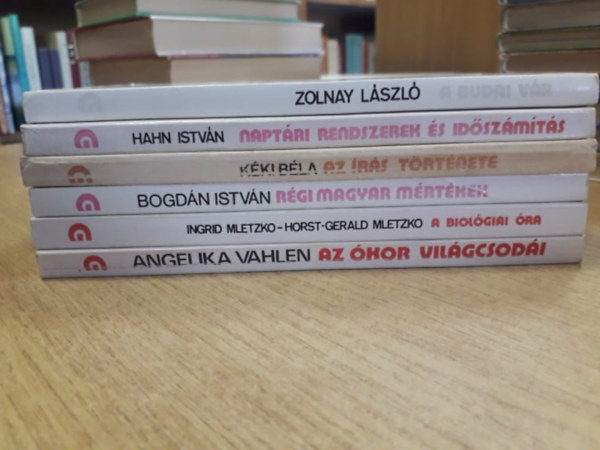 ZOLNAY LÁSZLÓ A BUDAI VÁR
HAHN ISTVÁN NAPTÁRI RENDSZEREK ÉS IDŐSZÁMÍTÁS
KÉKI BÉLA AZ ÍRÁS TÖRTÉNETE
BOGDÁN ISTVÁN RÉGI MAGYAR MÉRTÉKEK
INGRID MLETZKO-HORST-GERALD MLETZKO A BIOLÓGIAI ÓRA
ANGELIKA VAHLEN AZ ÓKOR VILÁGCSODÁI